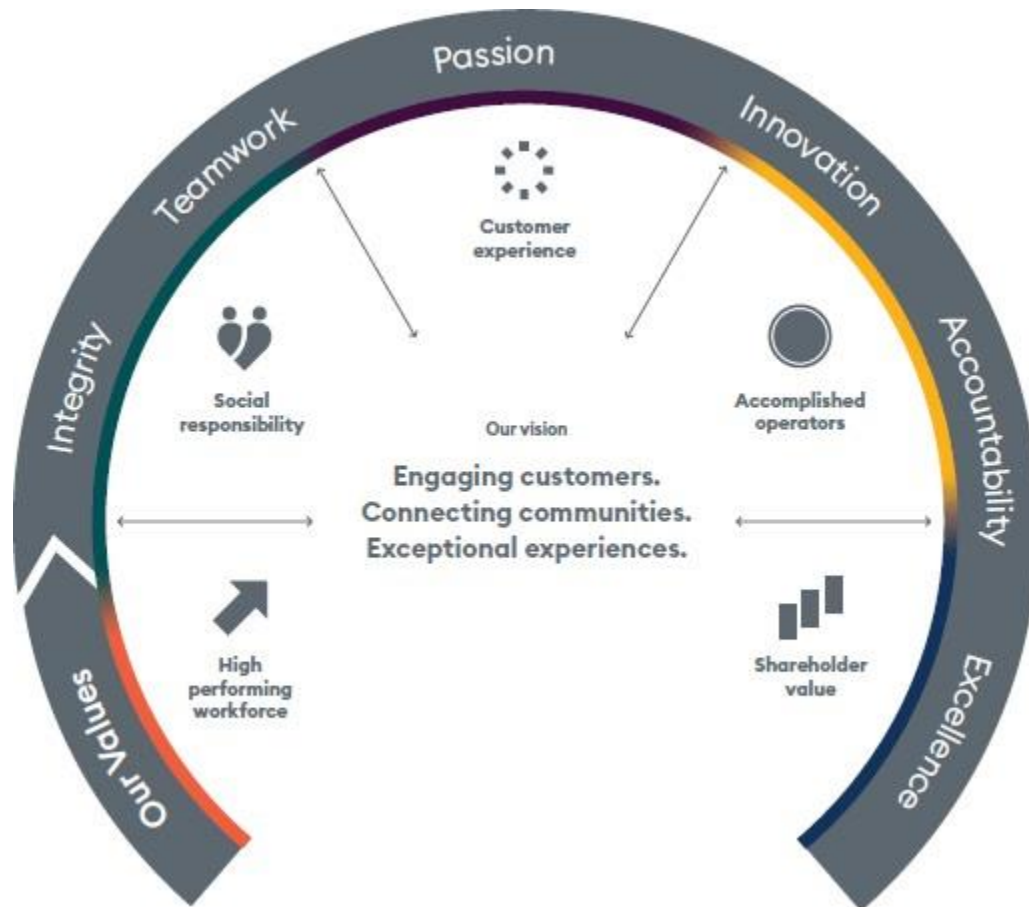 Our Values
Integrity
Teamwork
Passion
Innovation
Accountability
Excellence
Customer
experience
Social
responsibility
Accomplished
operators
Our vision
Engaging customers.
Connecting communities.
Exceptional experiences.
High
performing
workforce
Shareholder
value